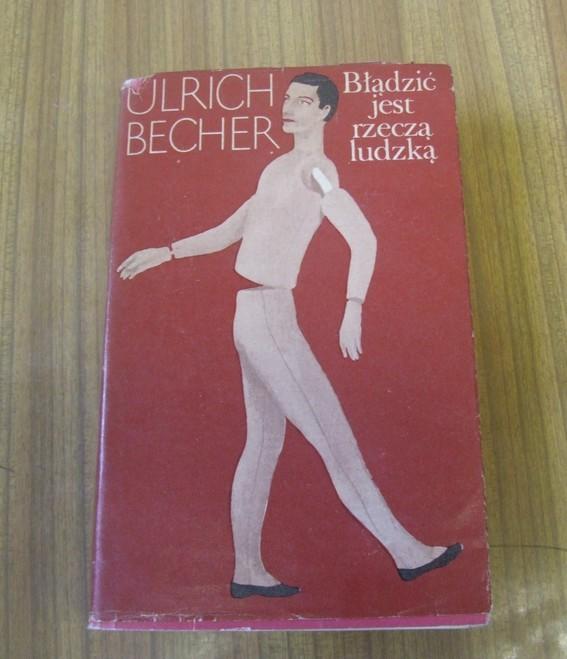 ULRICH
BECHER
Błądzić
jest
rzeczą
ludzką